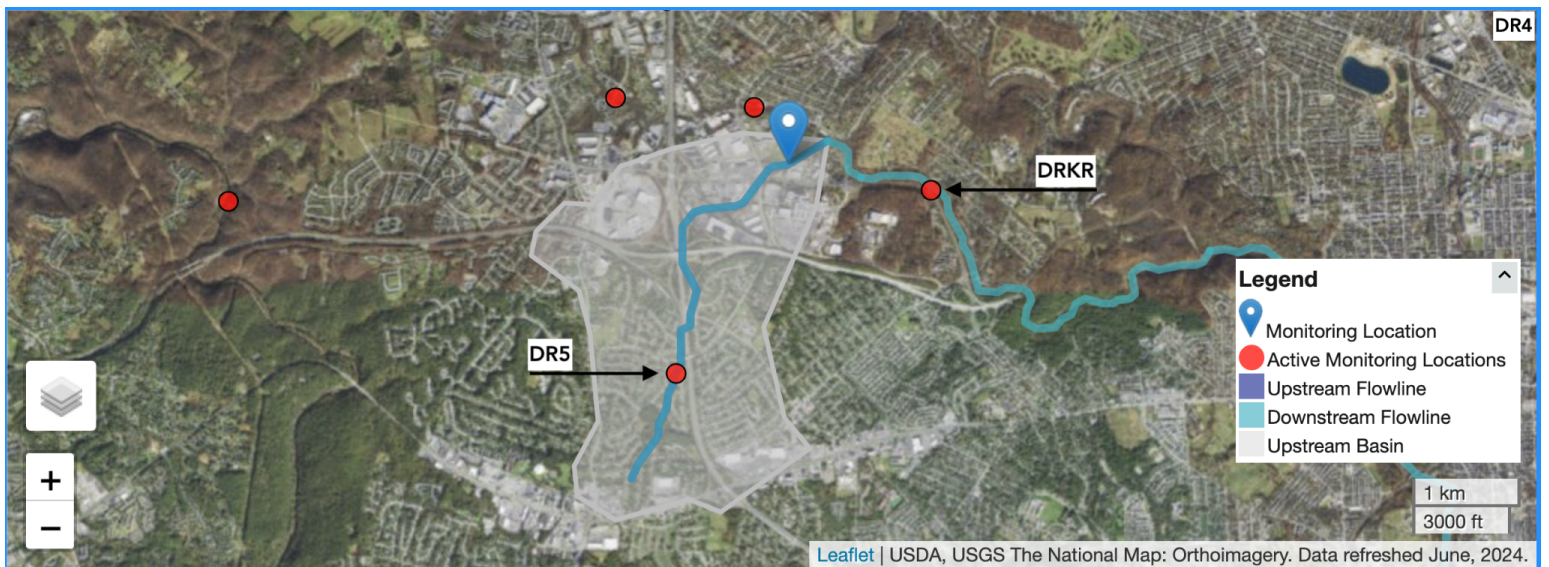 DR4
DRKR
DR5
Legend
Monitoring Location
Active Monitoring Locations
Upstream Flowline
Downstream Flowline
Upstream Basin
+
−
1 km
3000 ft
Leaflet | USDA, USGS The National Map: Orthoimagery. Data refreshed June, 2024.